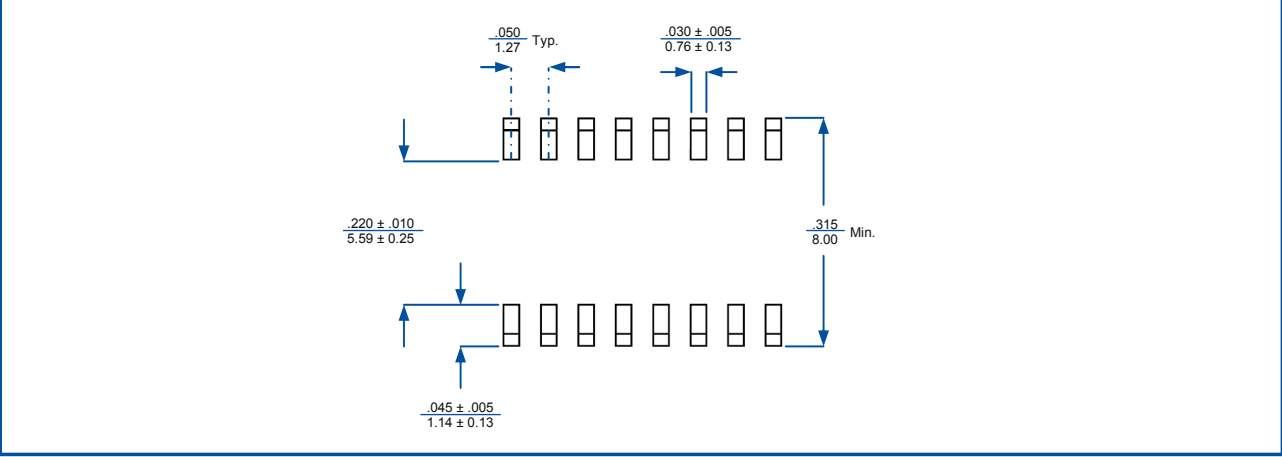 .050
1.27
Typ.
.030 ± .005
0.76 ± 0.13
.220 ± .010
5.59 ± 0.25
.315
8.00
Min.
.045 ± .005
1.14 ± 0.13